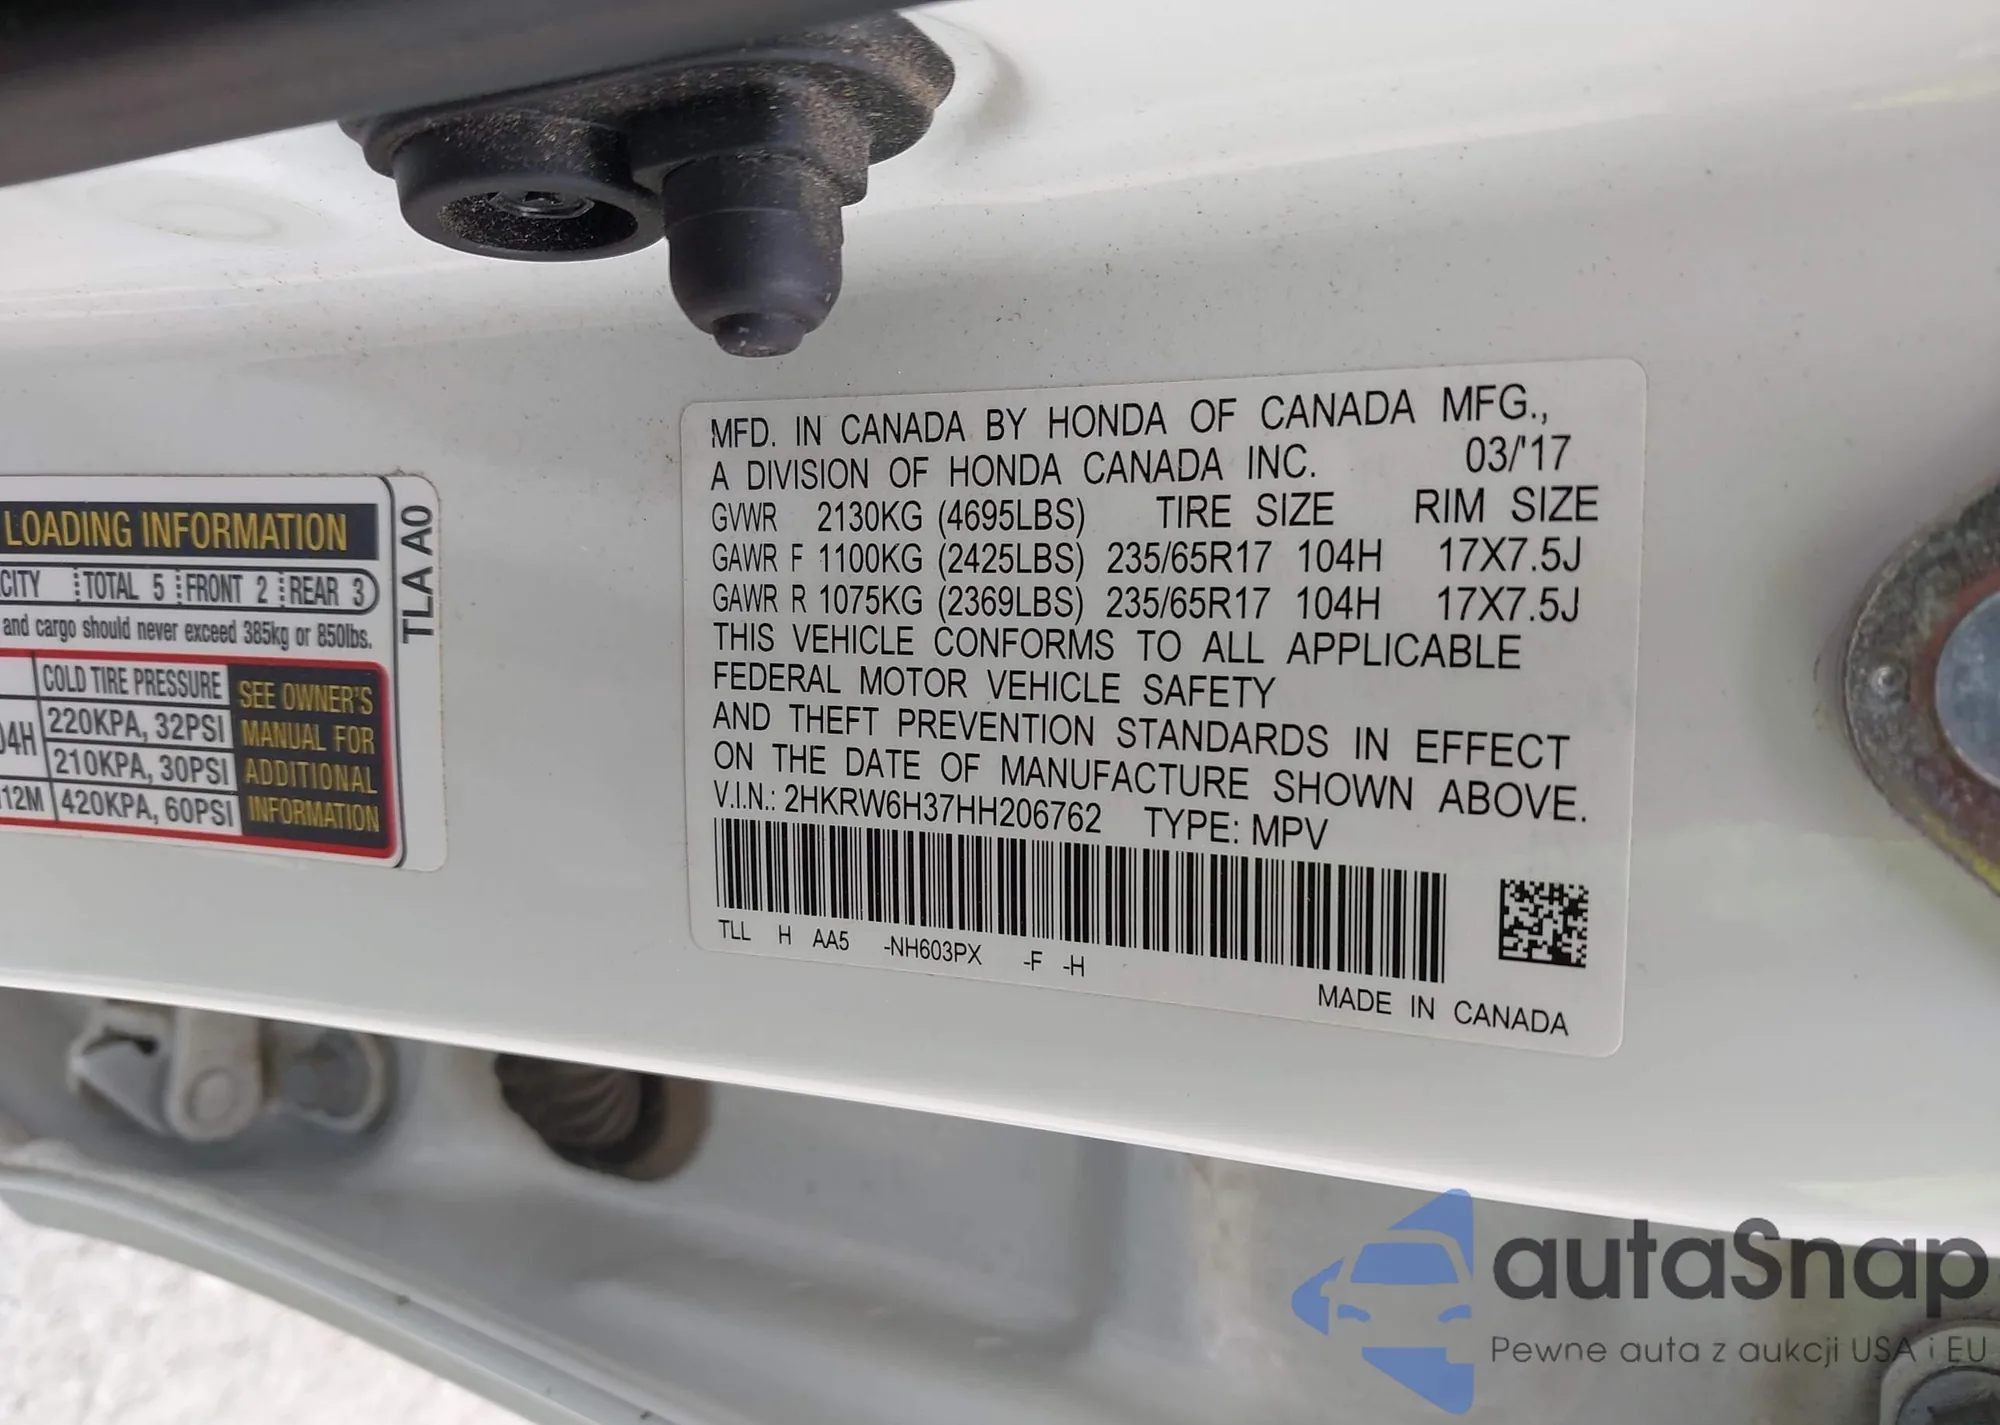 MFD. IN CANADA BY HONDA OF CANADA MFG.,
A DIVISION OF HONDA CANADA INC. 03/'17
GVWR 2130KG (4695LBS) TIRE SIZE RIM SIZE
GAWR F 1100KG (2425LBS) 235/65R17 104H 17X7.5J
GAWR R 1075KG (2369LBS) 235/65R17 104H 17X7.5J
THIS VEHICLE CONFORMS TO ALL APPLICABLE
FEDERAL MOTOR VEHICLE SAFETY
AND THEFT PREVENTION STANDARDS IN EFFECT
ON THE DATE OF MANUFACTURE SHOWN ABOVE.
V.I.N.: 2HKRW6H37HH206762 TYPE: MPV
TLL H AA5 -NH603PX -F -H
MADE IN CANADA
LOADING INFORMATION
TOTAL 5 FRONT 2 REAR 3
and cargo should never exceed 385kg or 850lbs.
COLD TIRE PRESSURE
220KPA, 32PSI
210KPA, 30PSI
420KPA, 60PSI
SEE OWNER'S
MANUAL FOR
ADDITIONAL
INFORMATION
TLA A0
autaSnap
Pewne auta z aukcji USA i EU